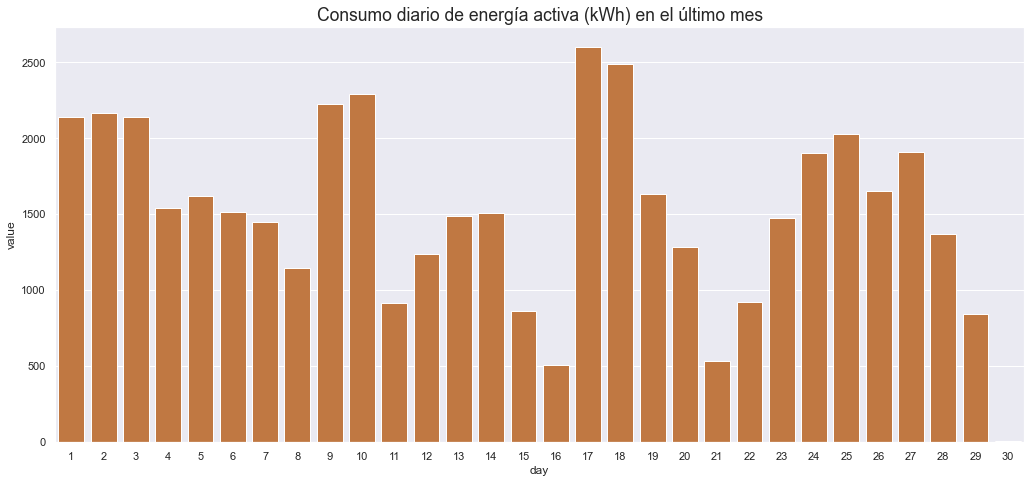 Consumo diario de energía activa (kWh) en el último mes
2500
2000
1500
1000
500
0
value
1 2 3 4 5 6 7 8 9 10 11 12 13 14 15 16 17 18 19 20 21 22 23 24 25 26 27 28 29 30
day